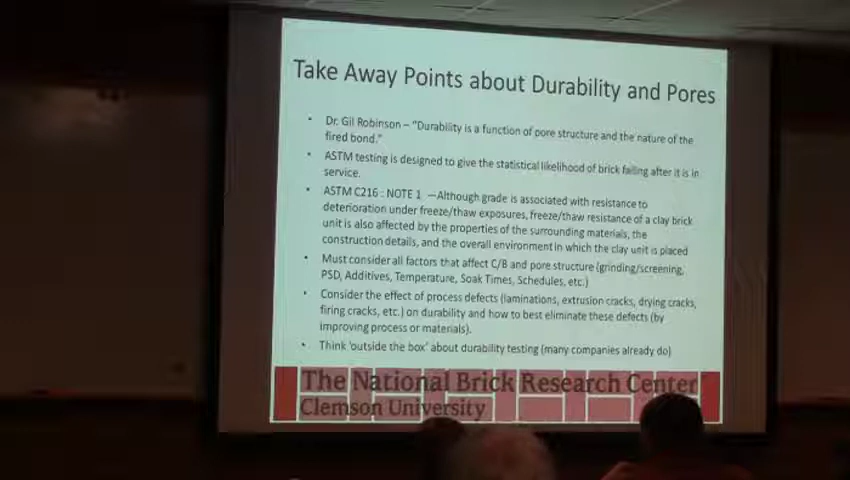 Take Away Points about Durability and Pores
• Dr. Gil Robinson – "Durability is a function of pore structure and the nature of the
fired bond."
• ASTM testing is designed to give the statistical likelihood of brick failing after it is in
service.
• ASTM C216 : NOTE 1 —Although grade is associated with resistance to
deterioration under freeze/thaw exposures, freeze/thaw resistance of a clay brick
unit is also affected by the properties of the surrounding materials, the
construction details, and the overall environment in which the clay unit is placed
• Must consider all factors that affect C/B and pore structure (grinding/screening,
PSD, Additives, Temperature, Soak Times, Schedules, etc.)
• Consider the effect of process defects (laminations, extrusion cracks, drying cracks,
firing cracks, etc.) on durability and how to best eliminate these defects (by
improving process or materials).
• Think 'outside the box' about durability testing (many companies already do)
The National Brick Research Center
Clemson University